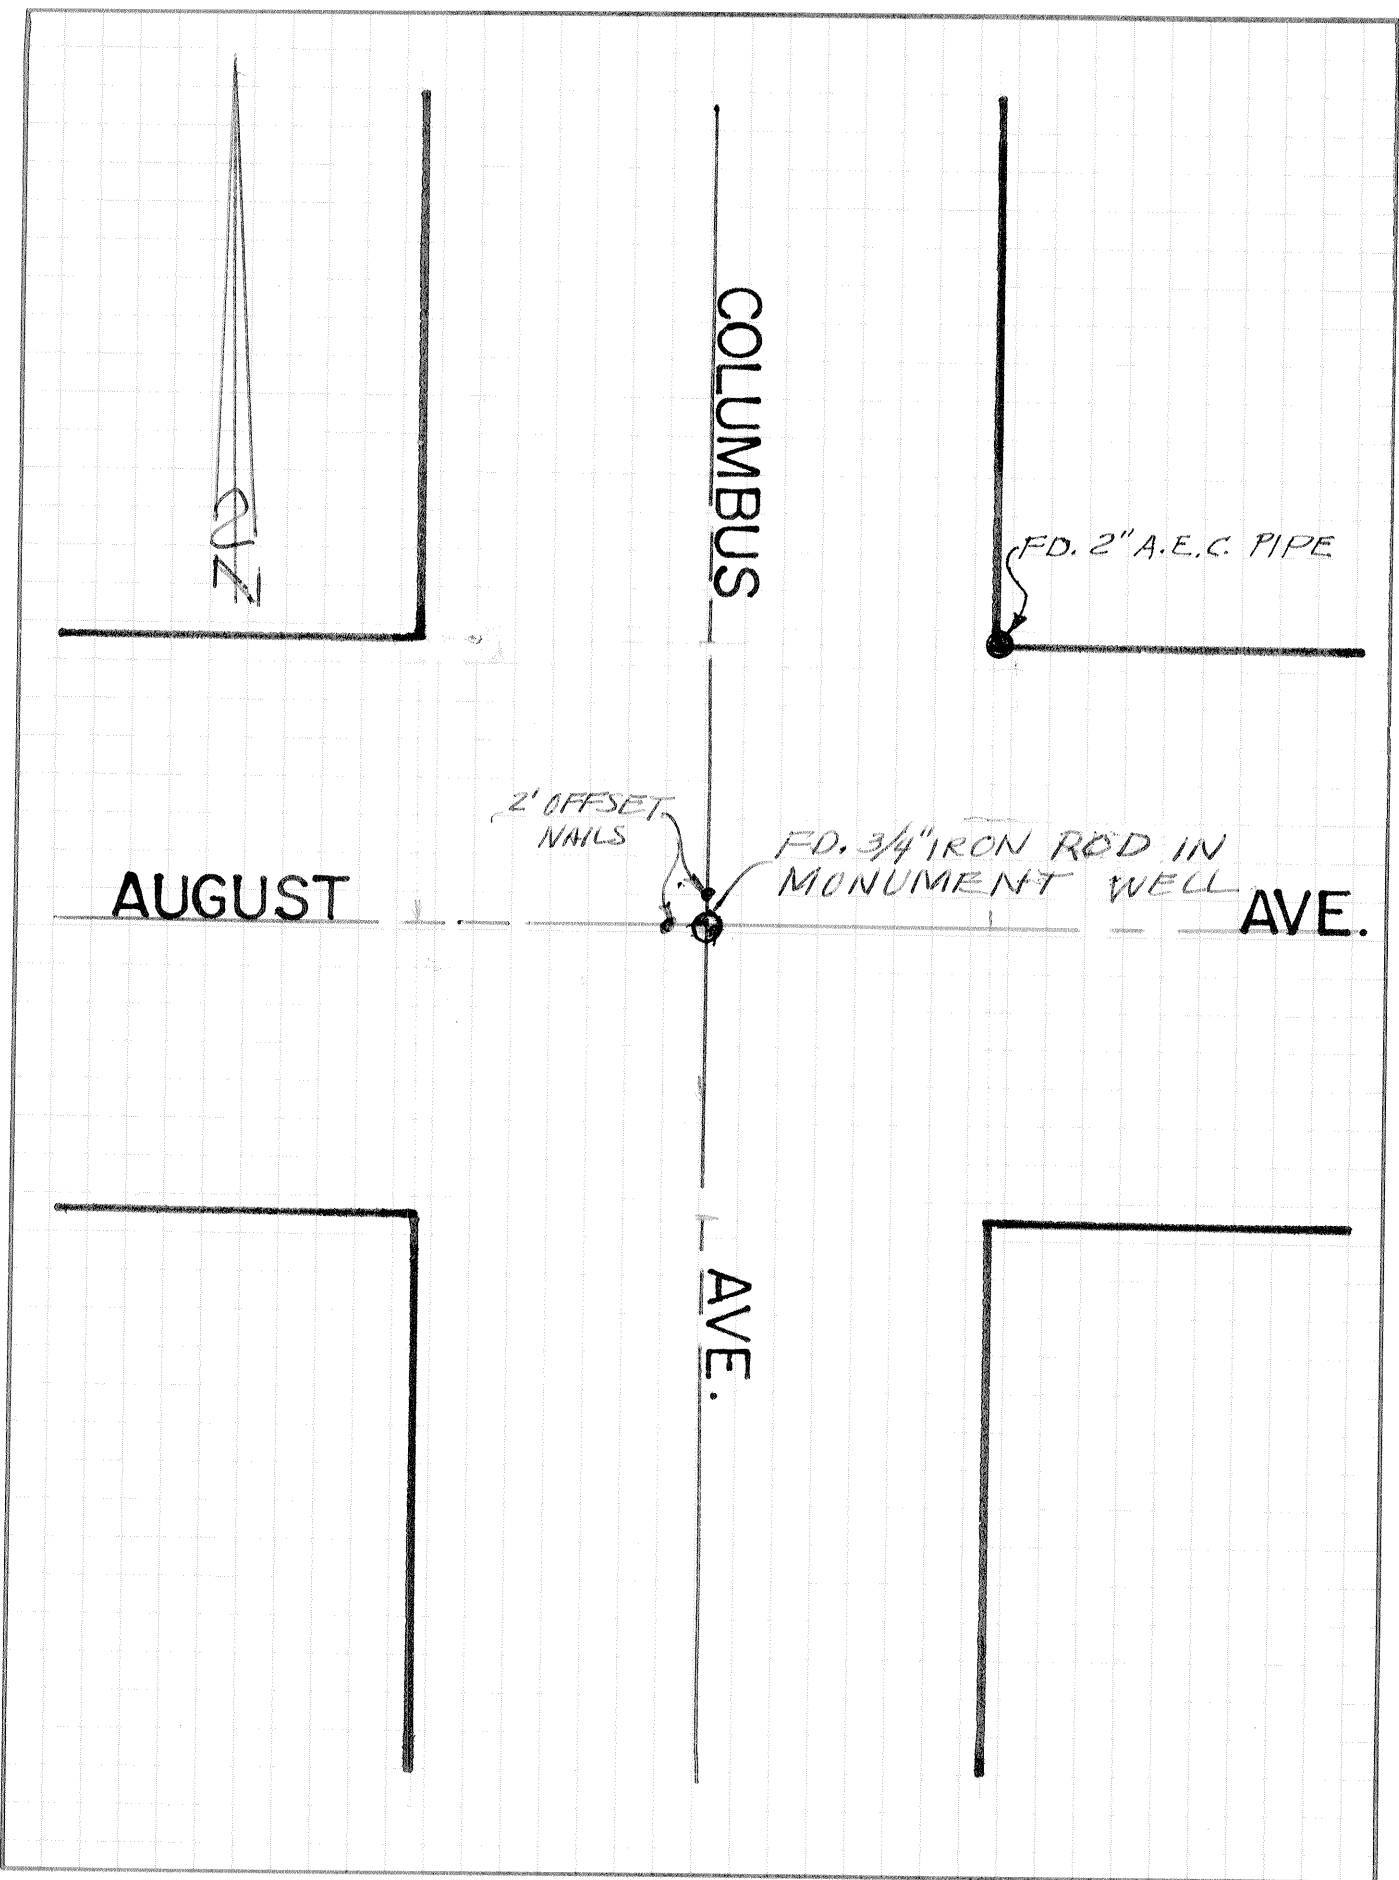 COLUMBUS
N
FD. 2" A.E.C. PIPE
2' OFFSET
NAILS
FD. 3/4" IRON ROD IN
MONUMENT WELL
AUGUST AVE.
AVE.